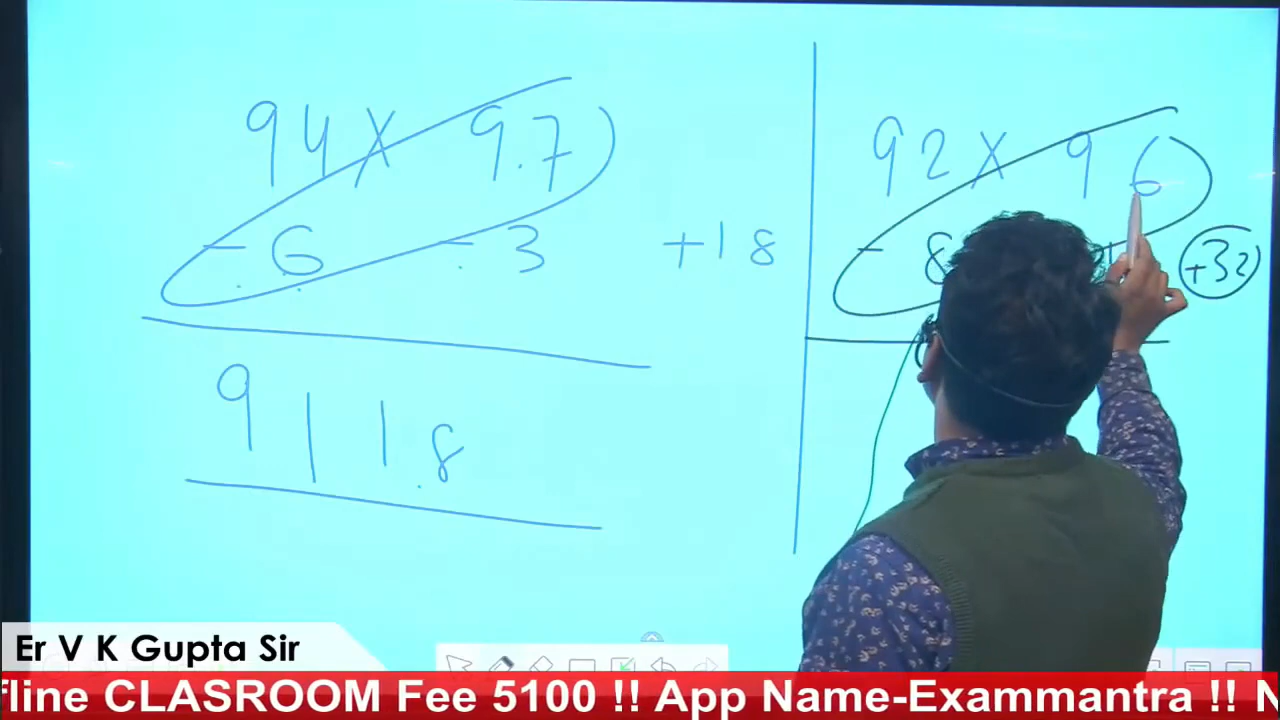 94 X 97
- 6 - 3 +18
9118
92 X 96
- 8 +32
Er V K Gupta Sir
fline CLASROOM Fee 5100 !! App Name-Exammantra !! N